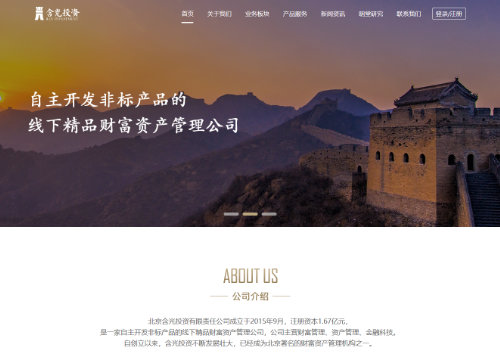 含光投资
首页 关于我们 业务板块 产品服务 新闻资讯 明堂研究 联系我们 登录/注册
自主开发非标产品的
线下精品财富资产管理公司
ABOUT US
公司介绍
北京含光投资有限责任公司成立于2015年9月，注册资本1.67亿元，
是一家自主开发非标产品的线下精品财富资产管理公司，公司主营财富管理、资产管理、金融科技。
自创立以来，含光投资不断发展壮大，已经成为北京著名的财富资产管理机构之一。